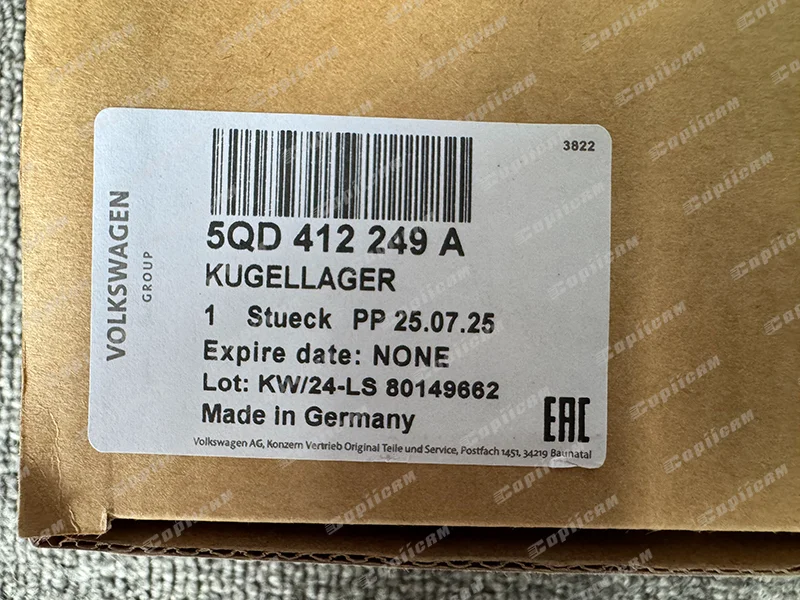 3822
VOLKSWAGEN
GROUP
5QD 412 249 A
KUGELLAGER
1 Stueck PP 25.07.25
Expire date: NONE
Lot: KW/24-LS 80149662
Made in Germany
EAC
Volkswagen AG, Konzern Vertrieb Original Teile und Service, Postfach 1451, 34219 Baunatal
CopiiCAM